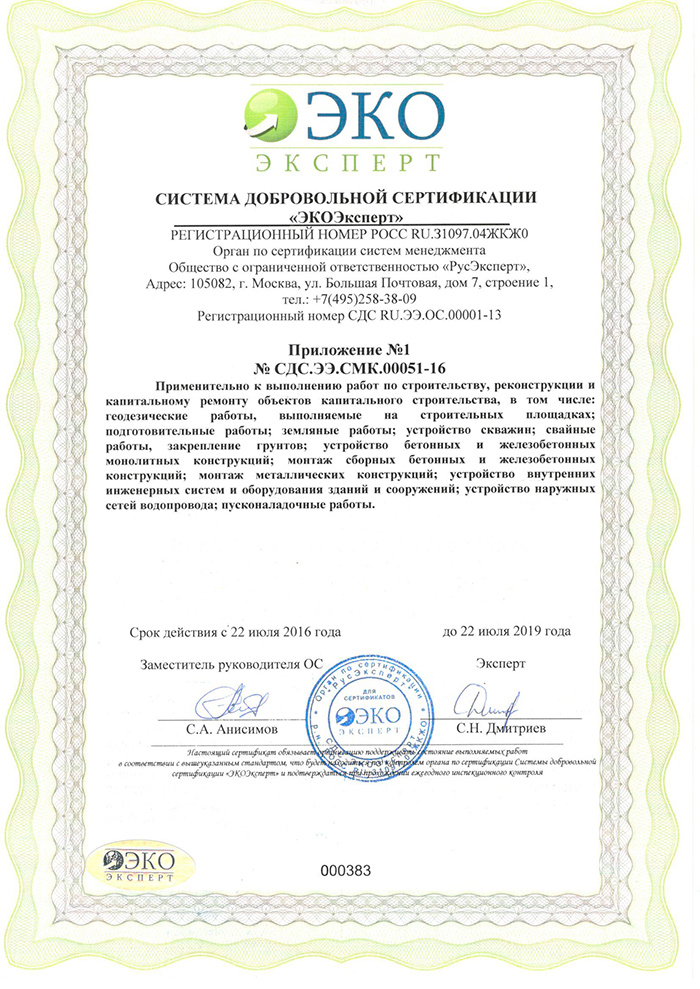 ЭКО
ЭКСПЕРТ
СИСТЕМА ДОБРОВОЛЬНОЙ СЕРТИФИКАЦИИ
«ЭКОЭксперт»
РЕГИСТРАЦИОННЫЙ НОМЕР РОСС RU.31097.04ЖКЖ0
Орган по сертификации систем менеджмента
Общество с ограниченной ответственностью «РусЭксперт»,
Адрес: 105082, г. Москва, ул. Большая Почтовая, дом 7, строение 1,
тел.: +7(495)258-38-09
Регистрационный номер СДС RU.ЭЭ.ОС.00001-13
Приложение №1
№ СДС.ЭЭ.СМК.00051-16
Применительно к выполнению работ по строительству, реконструкции и
капитальному ремонту объектов капитального строительства, в том числе:
геодезические работы, выполняемые на строительных площадках;
подготовительные работы; земляные работы; устройство скважин; свайные
работы, закрепление грунтов; устройство бетонных и железобетонных
монолитных конструкций; монтаж сборных бетонных и железобетонных
конструкций; монтаж металлических конструкций; устройство внутренних
инженерных систем и оборудования зданий и сооружений; устройство наружных
сетей водопровода; пусконаладочные работы.
Срок действия с 22 июля 2016 года до 22 июля 2019 года
Заместитель руководителя ОС Эксперт
Орган по сертификации
"РусЭксперт"
ДЛЯ
СЕРТИФИКАТОВ
ЭКО
ЭКСПЕРТ
С.А. Анисимов С.Н. Дмитриев
Настоящий сертификат обязывает организацию поддерживать состояние выполняемых работ
в соответствии с вышеуказанным стандартом, что будет находиться под контролем органа по сертификации Системы добровольной
сертификации «ЭКОЭксперт» и подтверждаться при прохождении ежегодного инспекционного контроля
ЭКО
ЭКСПЕРТ
000383